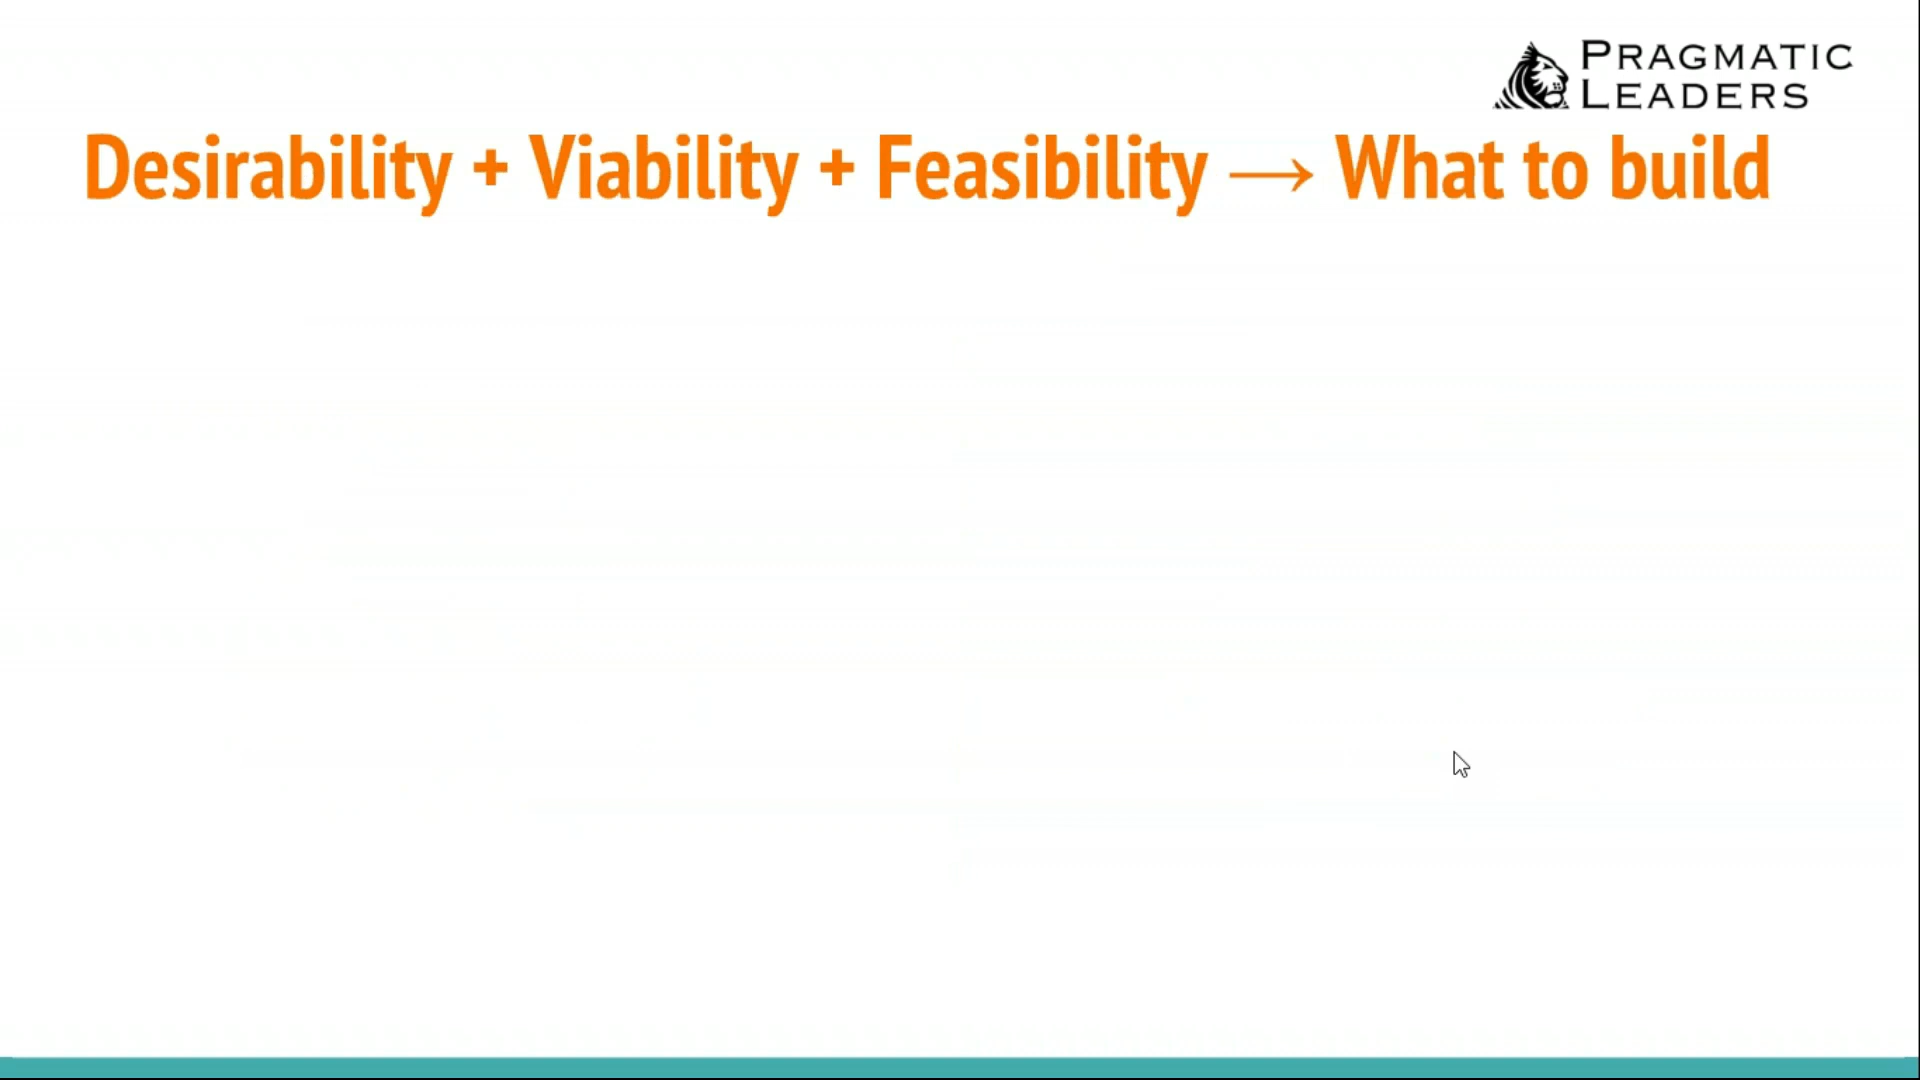 PRAGMATIC
LEADERS
Desirability + Viability + Feasibility → What to build